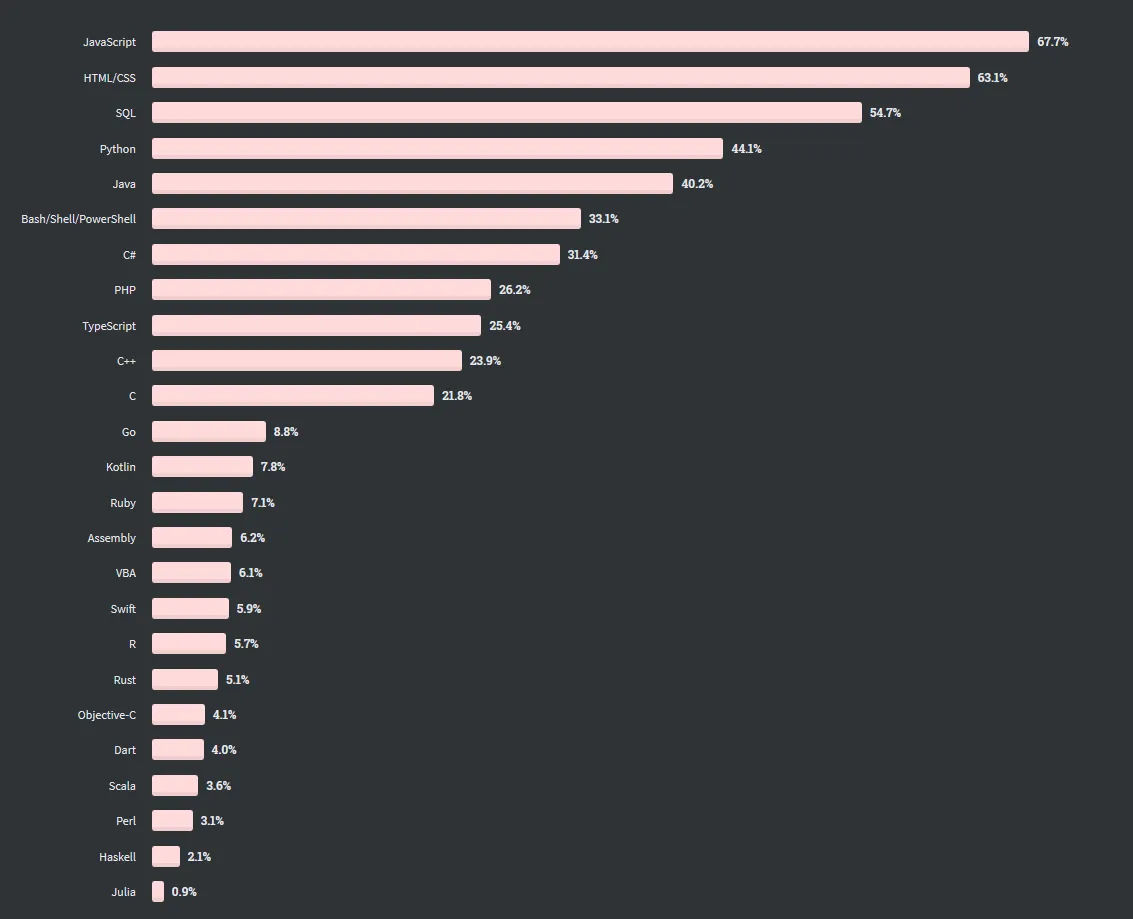 JavaScript 67.7%
HTML/CSS 63.1%
SQL 54.7%
Python 44.1%
Java 40.2%
Bash/Shell/PowerShell 33.1%
C# 31.4%
PHP 26.2%
TypeScript 25.4%
C++ 23.9%
C 21.8%
Go 8.8%
Kotlin 7.8%
Ruby 7.1%
Assembly 6.2%
VBA 6.1%
Swift 5.9%
R 5.7%
Rust 5.1%
Objective-C 4.1%
Dart 4.0%
Scala 3.6%
Perl 3.1%
Haskell 2.1%
Julia 0.9%